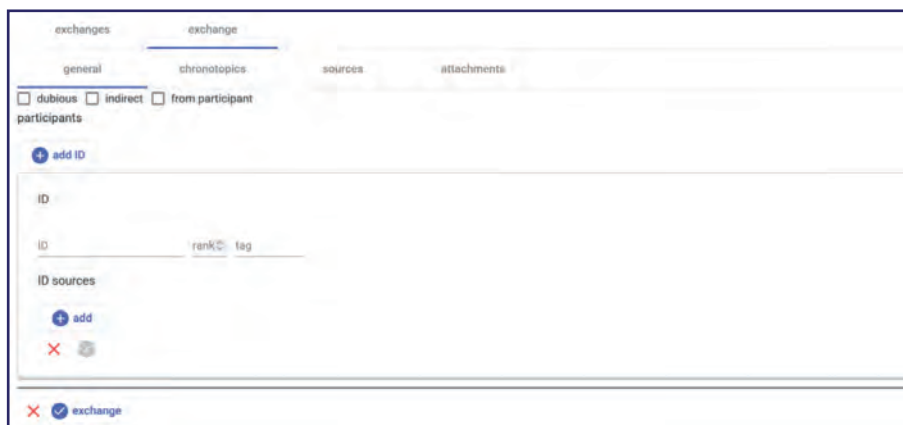 exchanges exchange
general chronotopics sources attachments
dubious indirect from participant
participants
add ID
ID
ID rank tag
ID sources
add
exchange